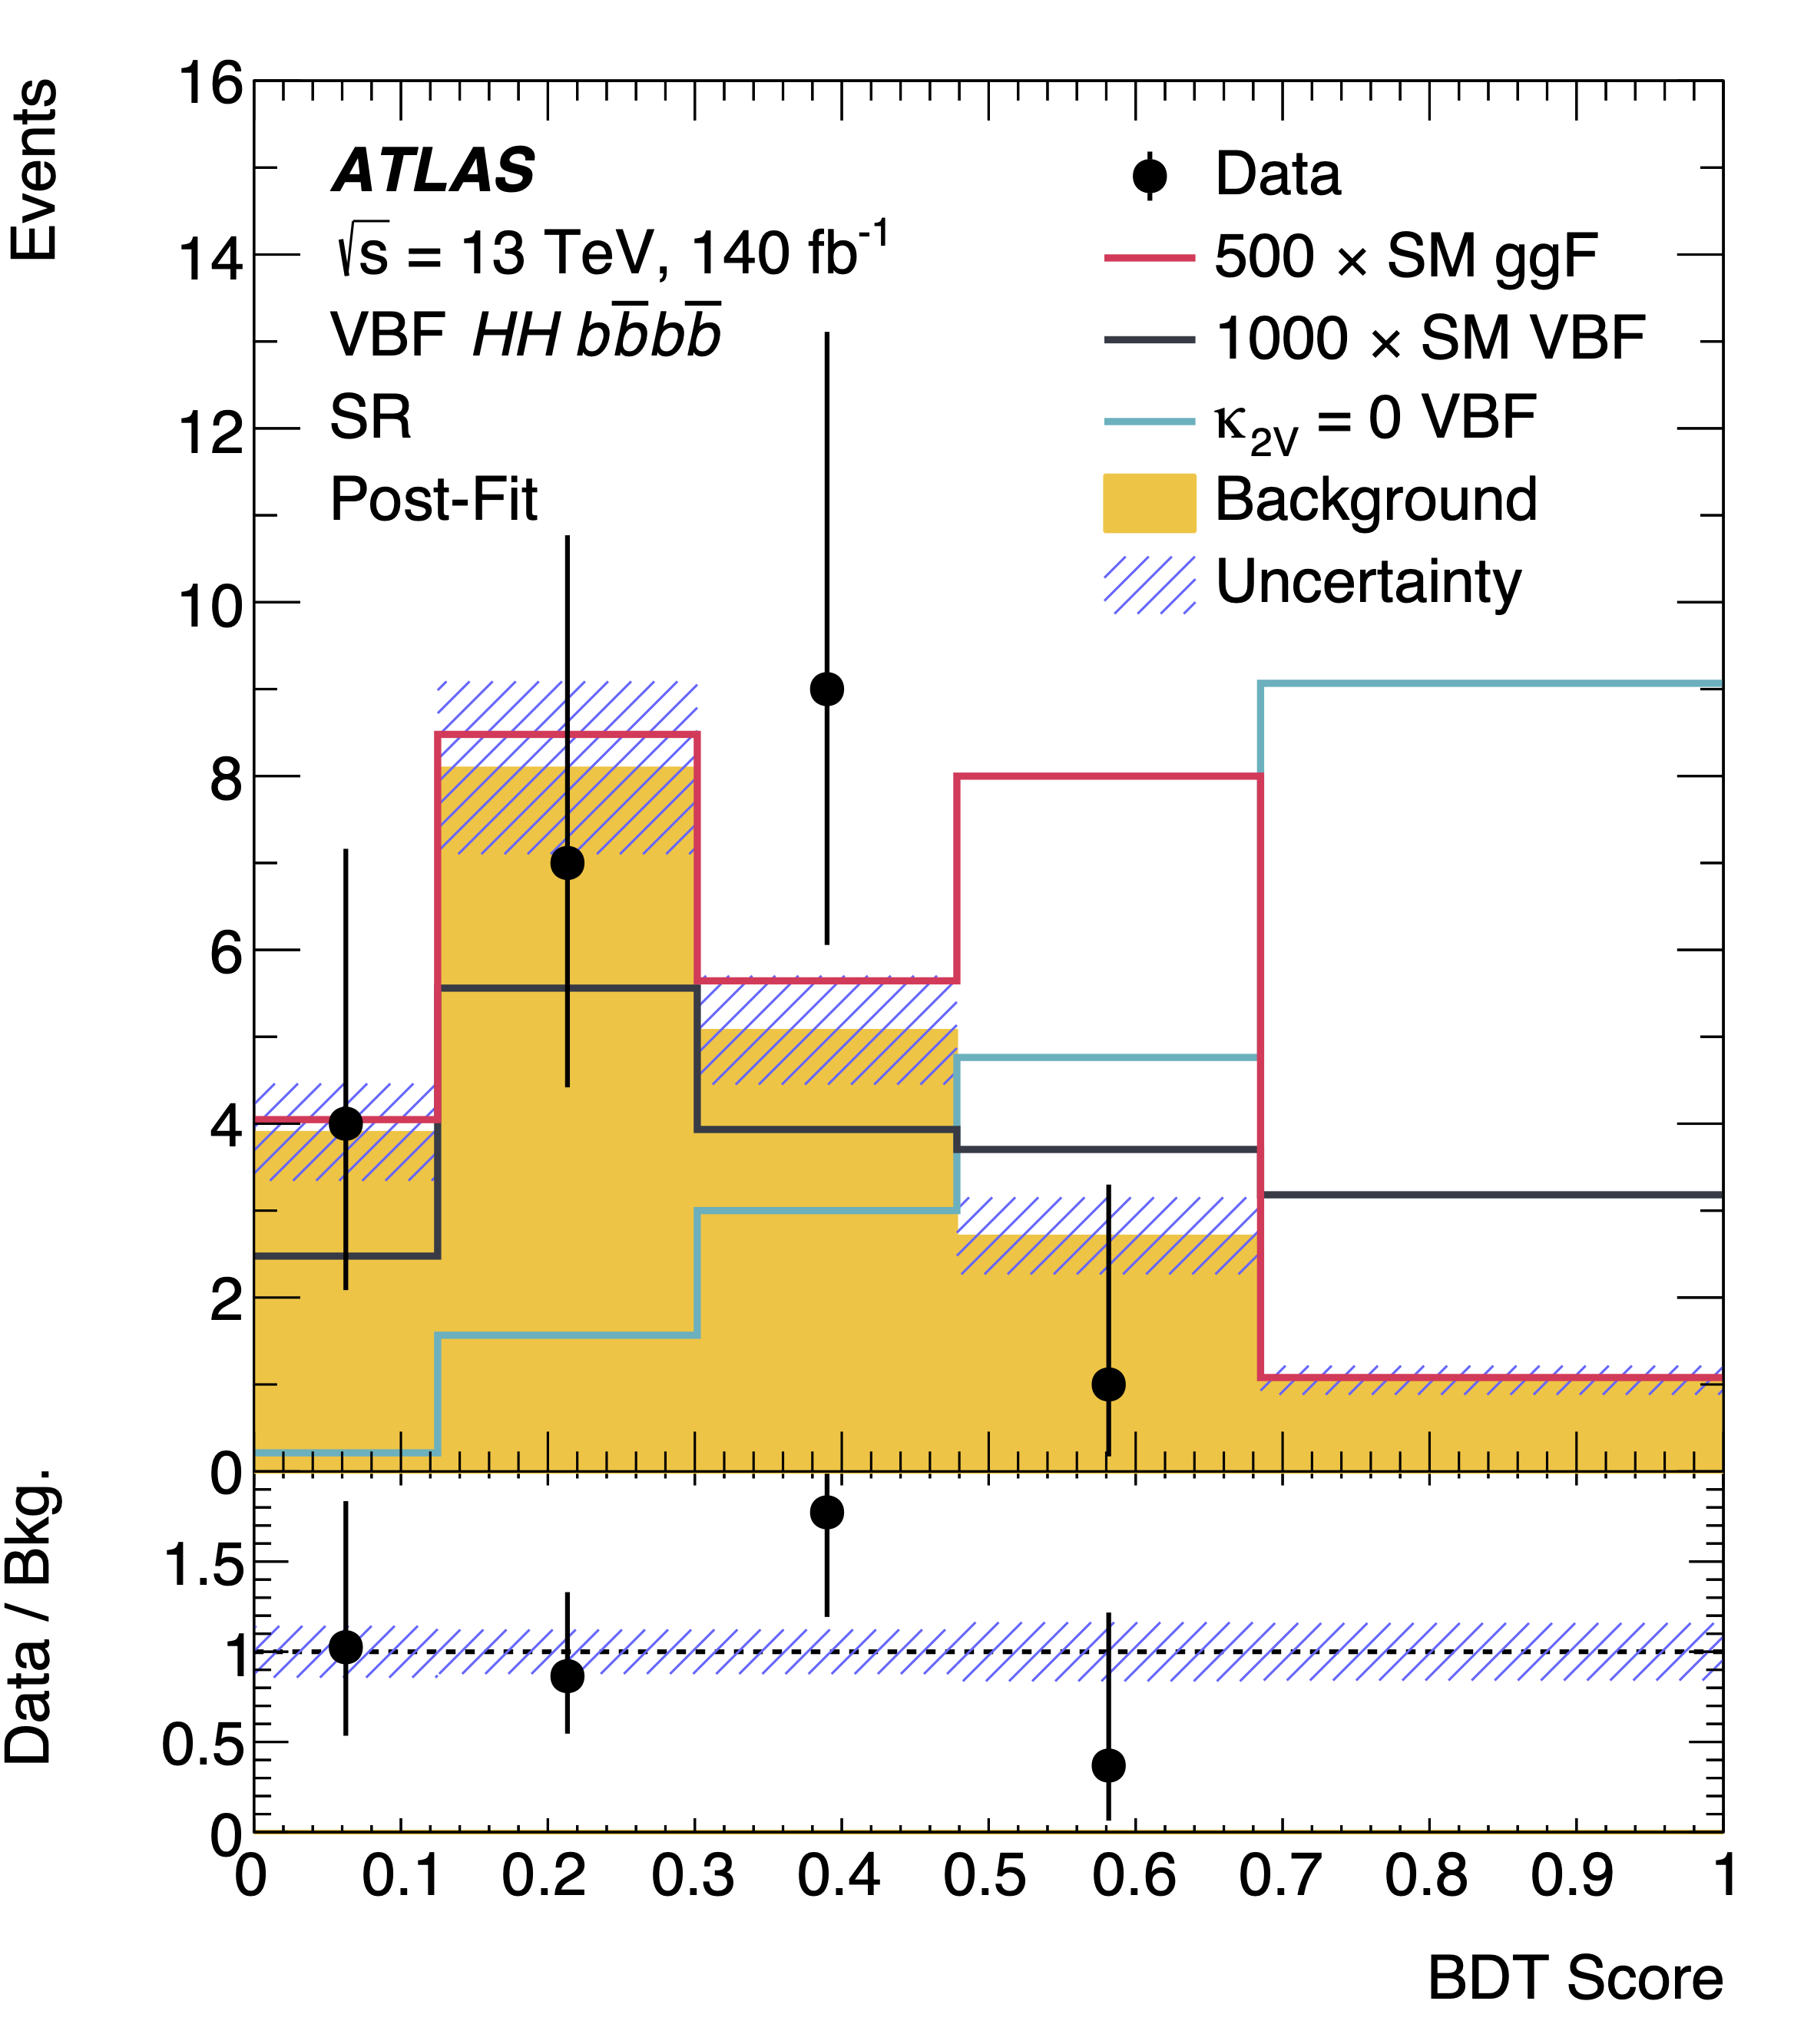 Events
16
14
12
10
8
6
4
2
0
ATLAS
√s = 13 TeV, 140 fb⁻¹
VBF HH bb̅bb̅
SR
Post-Fit
Data
500 × SM ggF
1000 × SM VBF
κ₂V = 0 VBF
Background
Uncertainty
Data / Bkg.
1.5
1
0.5
0
0 0.1 0.2 0.3 0.4 0.5 0.6 0.7 0.8 0.9 1
BDT Score